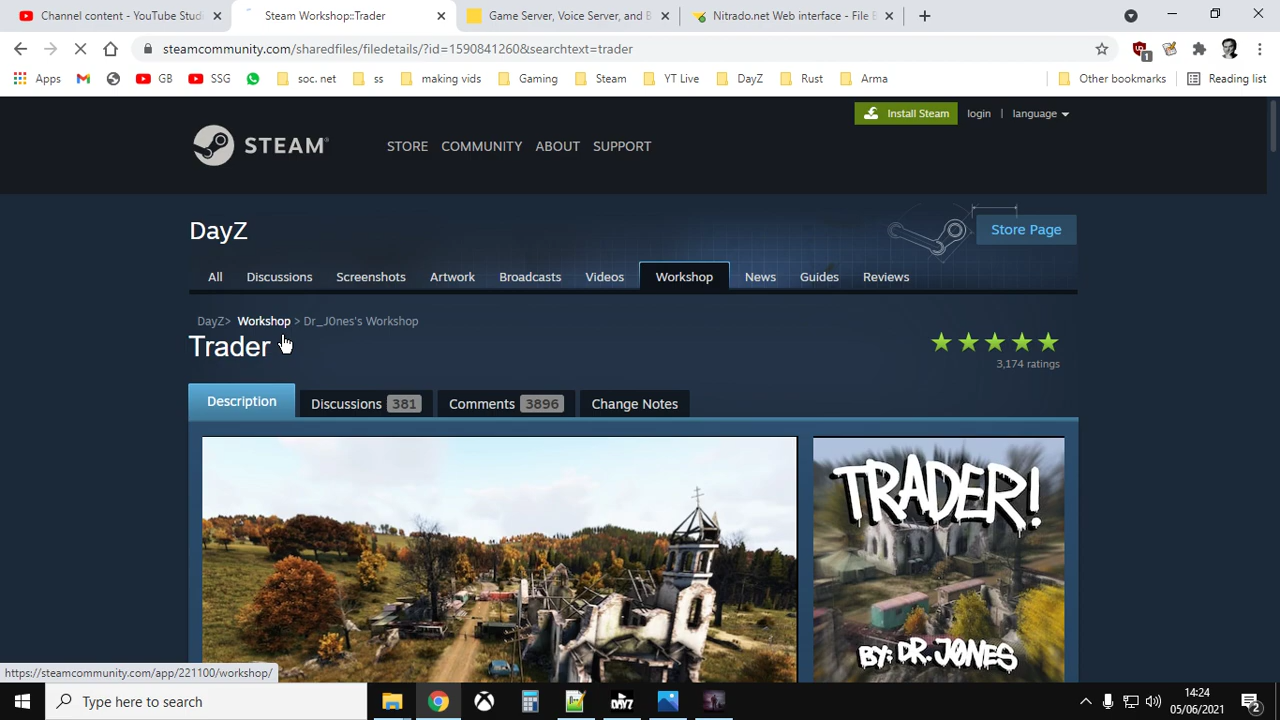 Channel content - YouTube Studi
Steam Workshop::Trader
Game Server, Voice Server, and B
Nitrado.net Web interface - File B
steamcommunity.com/sharedfiles/filedetails/?id=1590841260&searchtext=trader
1
Apps GB SSG soc. net ss making vids Gaming Steam YT Live DayZ Rust Arma Other bookmarks Reading list
Install Steam login | language
STEAM® STORE COMMUNITY ABOUT SUPPORT
DayZ
Store Page
All Discussions Screenshots Artwork Broadcasts Videos Workshop News Guides Reviews
DayZ> Workshop > Dr_J0nes's Workshop
Trader
3,174 ratings
Description Discussions 381 Comments 3896 Change Notes
TRADER!
BY: DR. JONES
https://steamcommunity.com/app/221100/workshop/
Type here to search
DAYZ
14:24
05/06/2021
2